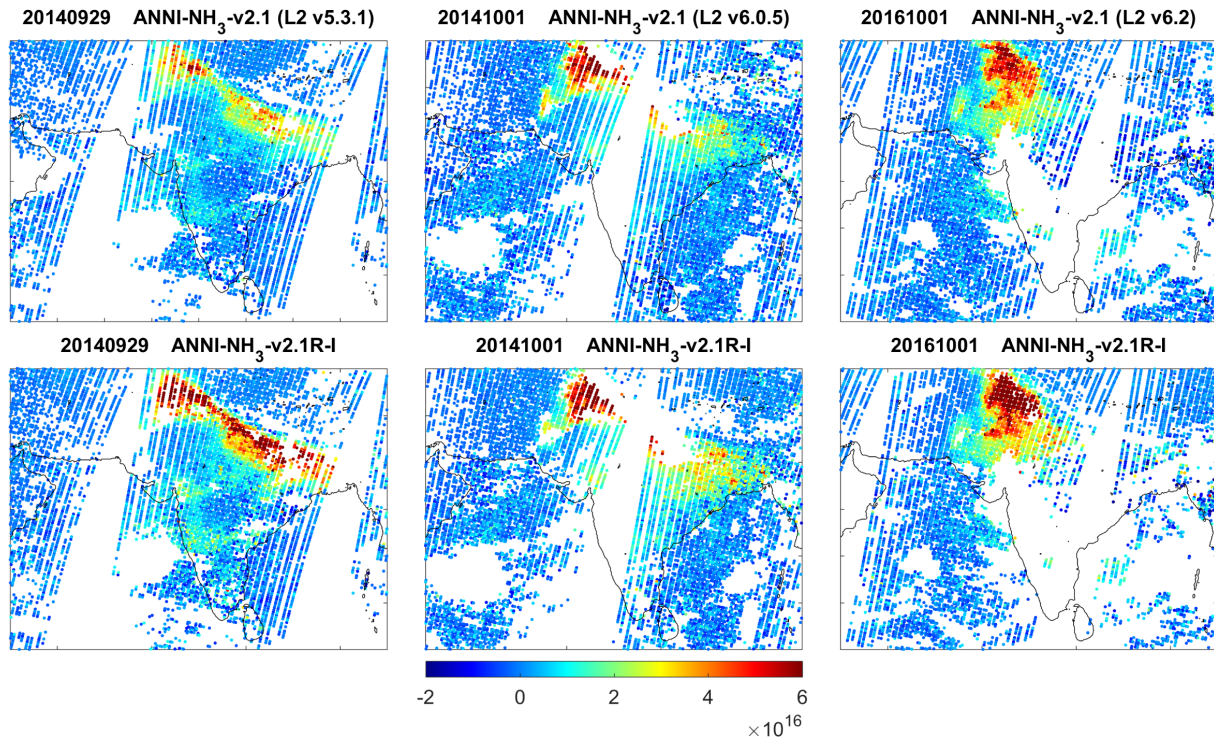 20140929 ANNI-NH3-v2.1 (L2 v5.3.1)
20141001 ANNI-NH3-v2.1 (L2 v6.0.5)
20161001 ANNI-NH3-v2.1 (L2 v6.2)
20140929 ANNI-NH3-v2.1R-I
20141001 ANNI-NH3-v2.1R-I
20161001 ANNI-NH3-v2.1R-I
-2 0 2 4 6
×10^16